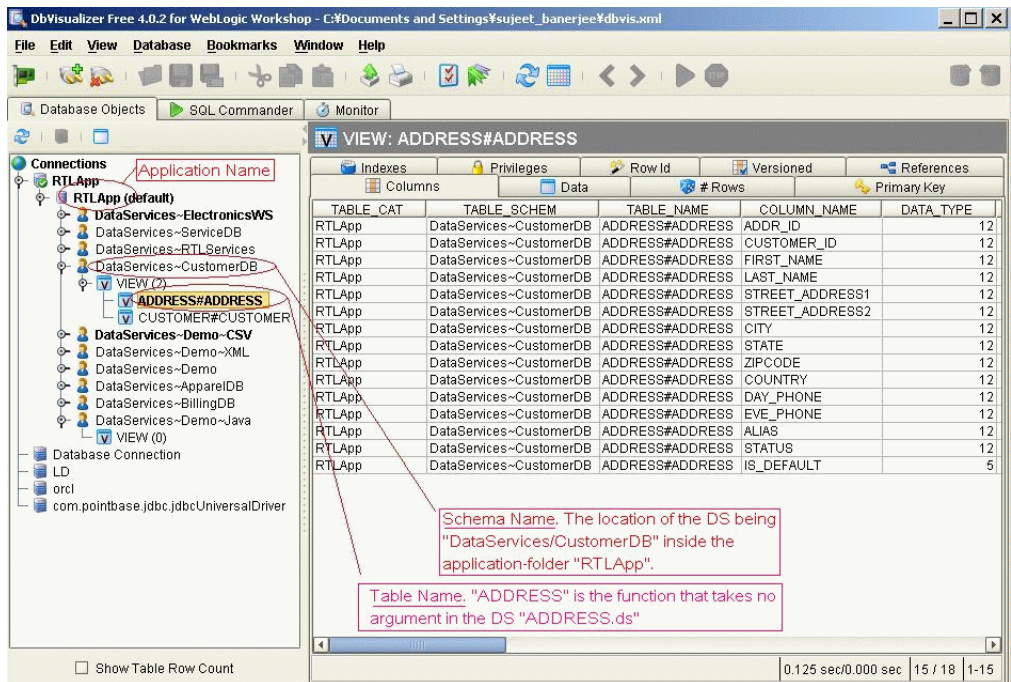 DbVisualizer Free 4.0.2 for WebLogic Workshop - C:¥Documents and Settings¥sujeet_banerjee¥dbvis.xml
File Edit View Database Bookmarks Window Help
Database Objects SQL Commander Monitor
VIEW: ADDRESS#ADDRESS
Connections
Application Name
RTLApp
RTLApp (default)
DataServices~ElectronicsWS
DataServices~ServiceDB
DataServices~RTLServices
DataServices~CustomerDB
VIEW (2)
ADDRESS#ADDRESS
CUSTOMER#CUSTOMER
DataServices~Demo~CSV
DataServices~Demo~XML
DataServices~Demo
DataServices~ApparelDB
DataServices~BillingDB
DataServices~Demo~Java
VIEW (0)
Database Connection
LD
orcl
com.pointbase.jdbc.jdbcUniversalDriver
Show Table Row Count
Indexes Privileges Row Id Versioned References
Columns Data # Rows Primary Key
TABLE_CAT TABLE_SCHEM TABLE_NAME COLUMN_NAME DATA_TYPE
RTLApp DataServices~CustomerDB ADDRESS#ADDRESS ADDR_ID 12
RTLApp DataServices~CustomerDB ADDRESS#ADDRESS CUSTOMER_ID 12
RTLApp DataServices~CustomerDB ADDRESS#ADDRESS FIRST_NAME 12
RTLApp DataServices~CustomerDB ADDRESS#ADDRESS LAST_NAME 12
RTLApp DataServices~CustomerDB ADDRESS#ADDRESS STREET_ADDRESS1 12
RTLApp DataServices~CustomerDB ADDRESS#ADDRESS STREET_ADDRESS2 12
RTLApp DataServices~CustomerDB ADDRESS#ADDRESS CITY 12
RTLApp DataServices~CustomerDB ADDRESS#ADDRESS STATE 12
RTLApp DataServices~CustomerDB ADDRESS#ADDRESS ZIPCODE 12
RTLApp DataServices~CustomerDB ADDRESS#ADDRESS COUNTRY 12
RTLApp DataServices~CustomerDB ADDRESS#ADDRESS DAY_PHONE 12
RTLApp DataServices~CustomerDB ADDRESS#ADDRESS EVE_PHONE 12
RTLApp DataServices~CustomerDB ADDRESS#ADDRESS ALIAS 12
RTLApp DataServices~CustomerDB ADDRESS#ADDRESS STATUS 12
RTLApp DataServices~CustomerDB ADDRESS#ADDRESS IS_DEFAULT 5
Schema Name. The location of the DS being
"DataServices/CustomerDB" inside the
application-folder "RTLApp".
Table Name. "ADDRESS" is the function that takes no
argument in the DS "ADDRESS.ds"
0.125 sec/0.000 sec 15 / 18 1-15